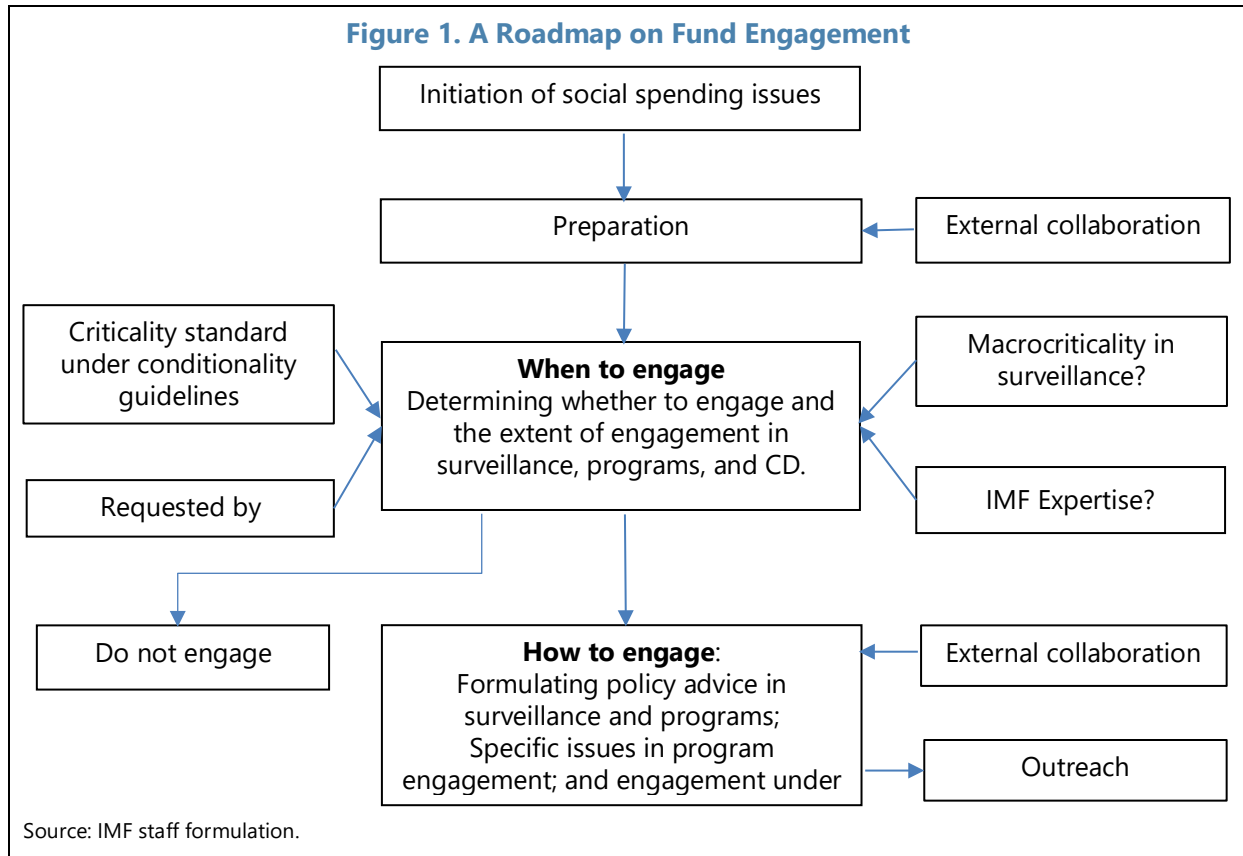 Figure 1. A Roadmap on Fund Engagement
Initiation of social spending issues
Preparation
External collaboration
Criticality standard
under conditionality
guidelines
When to engage
Determining whether to engage and
the extent of engagement in
surveillance, programs, and CD.
Macrocriticality in
surveillance?
Requested by
IMF Expertise?
Do not engage
How to engage:
Formulating policy advice in
surveillance and programs;
Specific issues in program
engagement; and engagement under
External collaboration
Outreach
Source: IMF staff formulation.